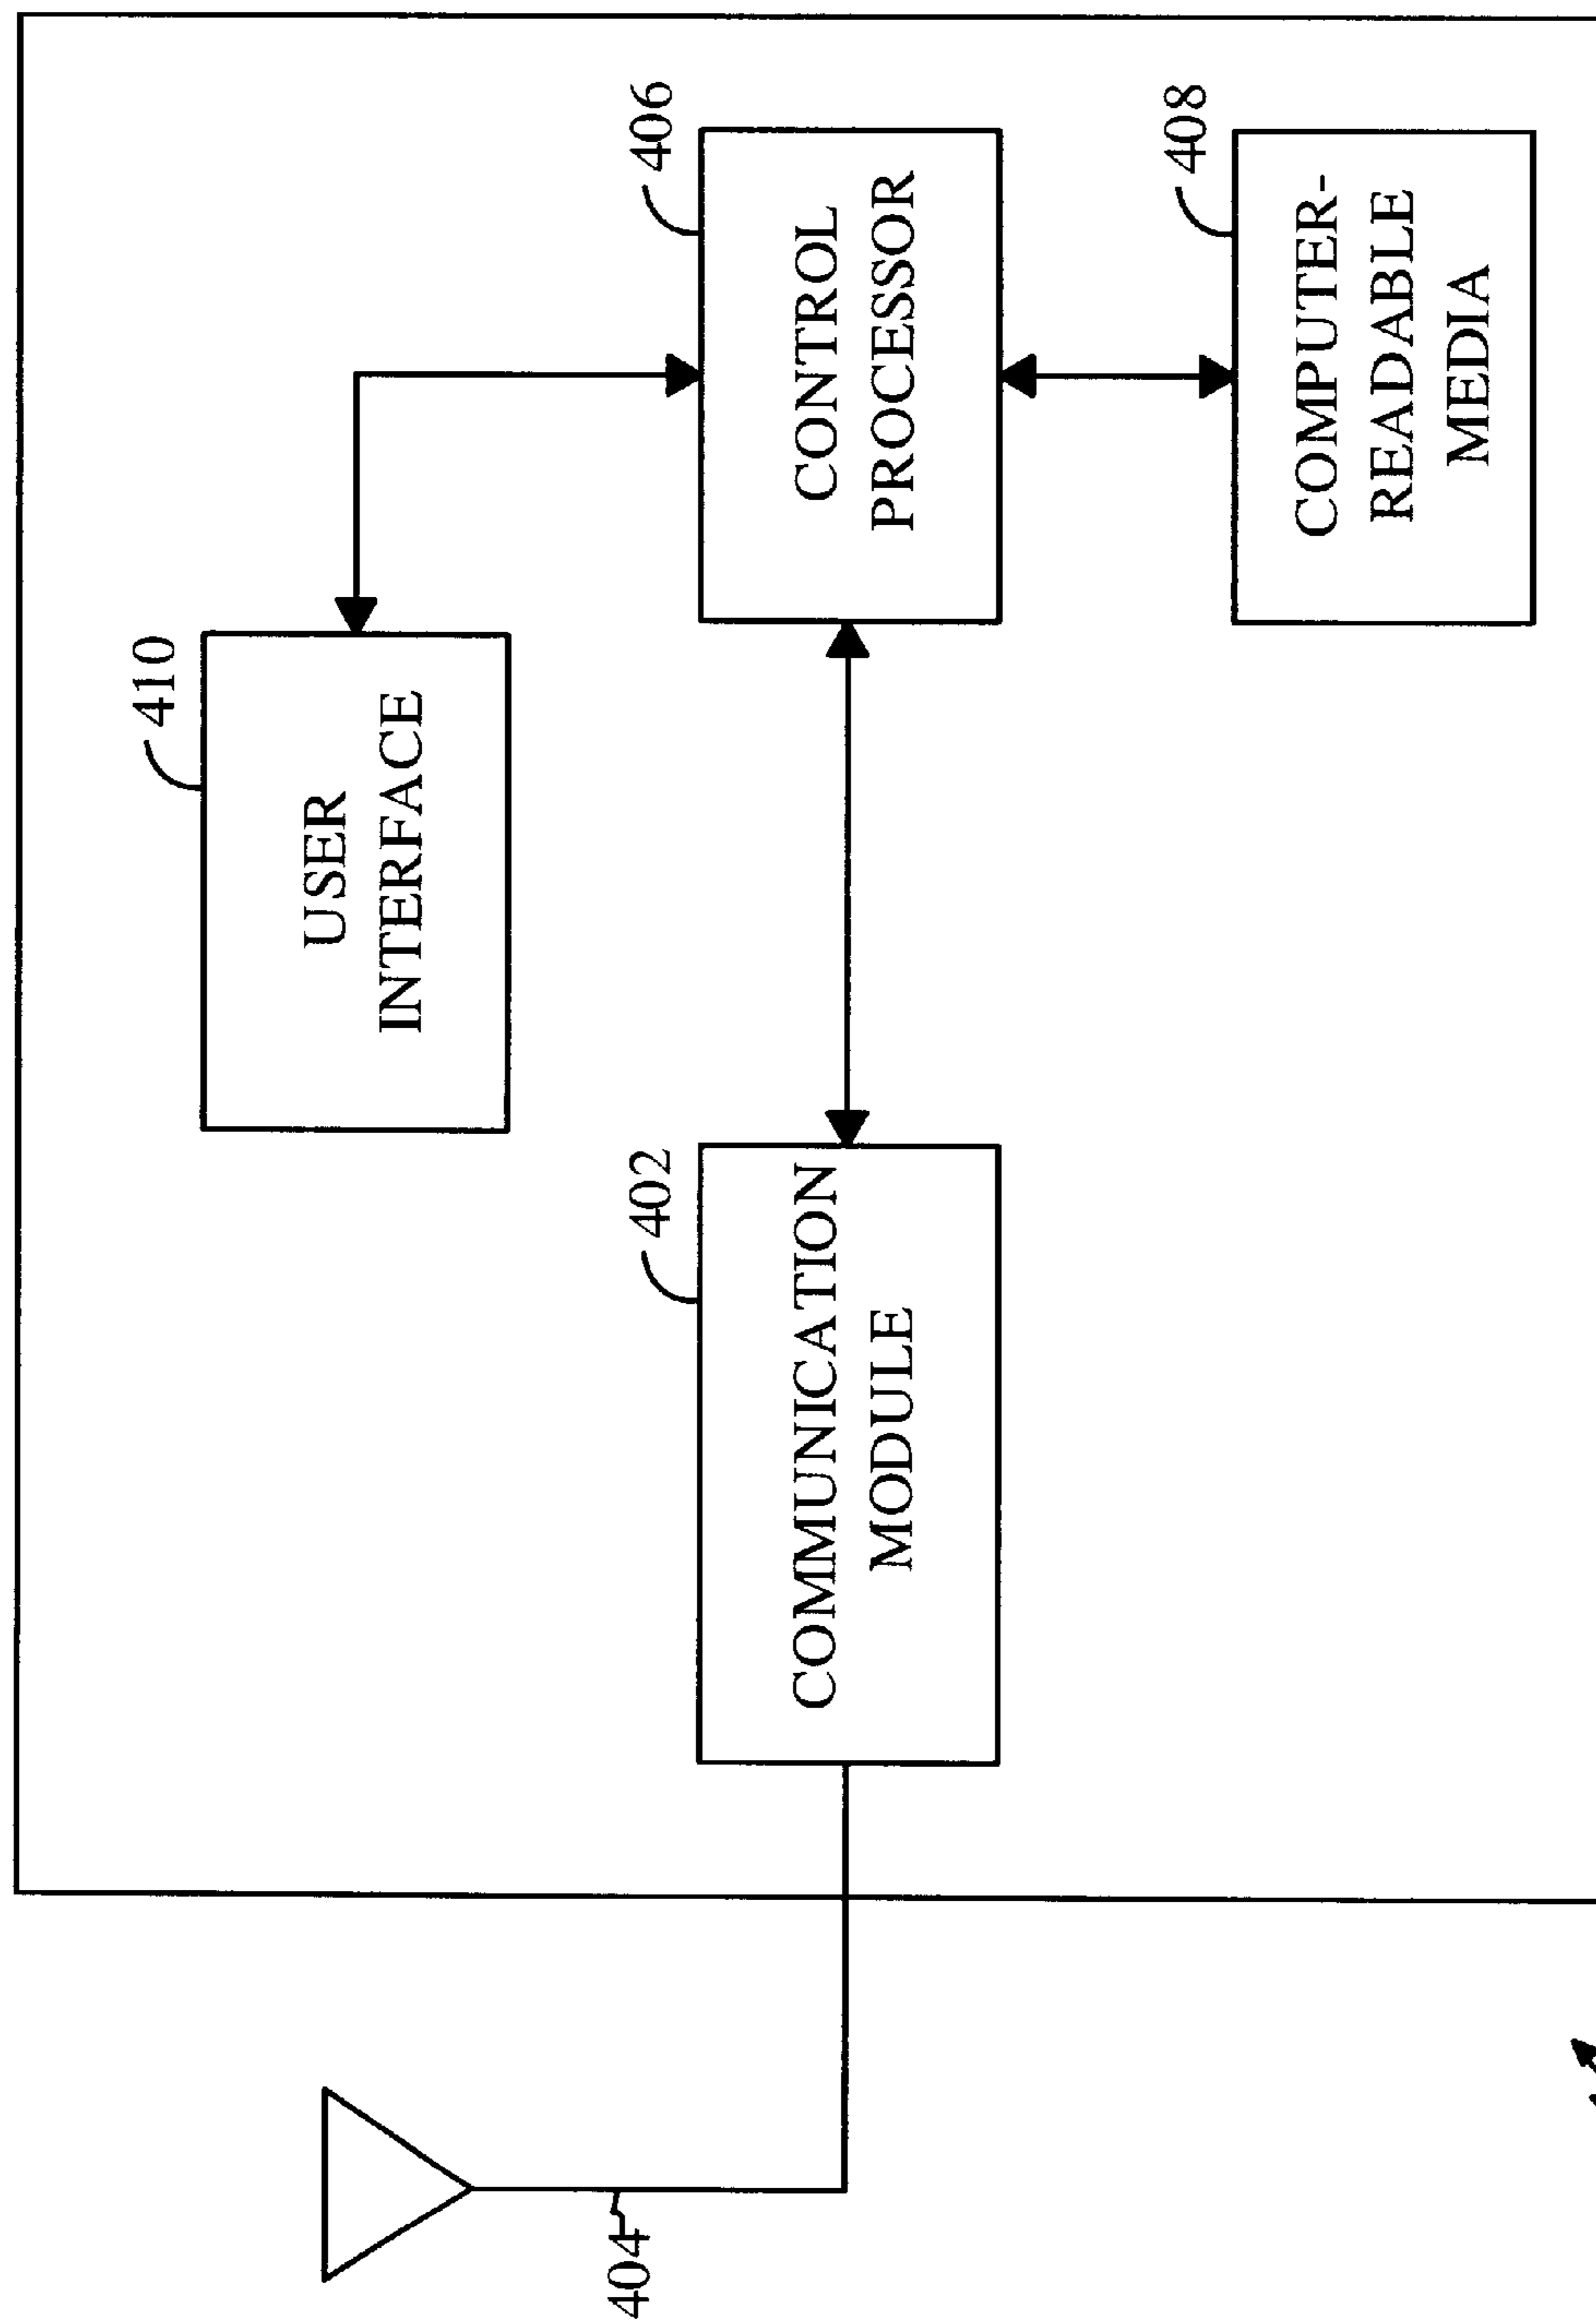 410
USER
INTERFACE
404
402
COMMUNICATION
MODULE
406
CONTROL
PROCESSOR
408
COMPUTER-
READABLE
MEDIA